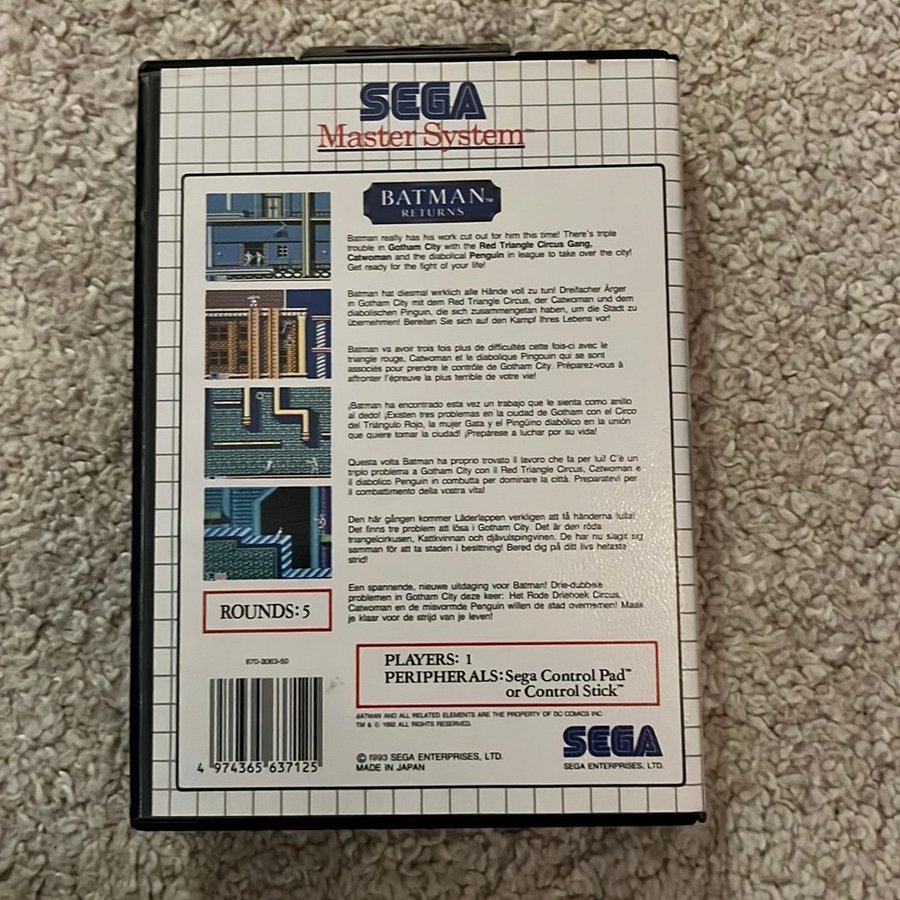 SEGA
Master System™
BATMAN™
RETURNS
Batman really has his work cut out for him this time! There's triple
trouble in Gotham City with the Red Triangle Circus Gang,
Catwoman and the diabolical Penguin in league to take over the city!
Get ready for the fight of your life!
Batman hat diesmal wirklich alle Hände voll zu tun! Dreifacher Ärger
in Gotham City mit dem Red Triangle Circus, der Catwoman und dem
diabolischen Pinguin, die sich zusammengetan haben, um die Stadt zu
übernehmen! Bereiten Sie sich auf den Kampf Ihres Lebens vor!
Batman va avoir trois fois plus de difficultés cette fois-ci avec le
triangle rouge, Catwoman et le diabolique Pingouin qui se sont
associés pour prendre le contrôle de Gotham City. Préparez-vous à
affronter l'épreuve la plus terrible de votre vie!
¡Batman ha encontrado esta vez un trabajo que le sienta como anillo
al dedo! ¡Existen tres problemas en la ciudad de Gotham con el Circo
del Triángulo Rojo, la mujer Gata y el Pingüino diabólico en la unión
que quiere tomar la ciudad! ¡Prepárase a luchar por su vida!
Questa volta Batman ha proprio trovato il lavoro che fa per lui! C'è un
triplo problema a Gotham City con il Red Triangle Circus, Catwoman e
il diabolico Penguin in combutta per dominare la città. Preparatevi per
il combattimento della vostra vita!
Den här gången kommer Läderlappen verkligen att få händerna fulla!
Det finns tre problem att lösa i Gotham City. Det är den röda
triangelcirkusen, Kattkvinnan och djävulspingvinen. De har nu slagit sig
samman för att ta staden i besittning! Bered dig på ditt livs hetaste
strid!
Een spannende, nieuwe uitdaging voor Batman! Drie-dubbele
problemen in Gotham City deze keer: Het Rode Driehoek Circus,
Catwoman en de misvormde Penguin willen de stad overnemen! Maak
je klaar voor de strijd van je leven!
ROUNDS: 5
670-3083-50
4 974365 637125
PLAYERS: 1
PERIPHERALS: Sega Control Pad™
or Control Stick™
BATMAN AND ALL RELATED ELEMENTS ARE THE PROPERTY OF DC COMICS INC.
TM & © 1992 ALL RIGHTS RESERVED.
© 1993 SEGA ENTERPRISES, LTD.
MADE IN JAPAN
SEGA
SEGA ENTERPRISES, LTD.